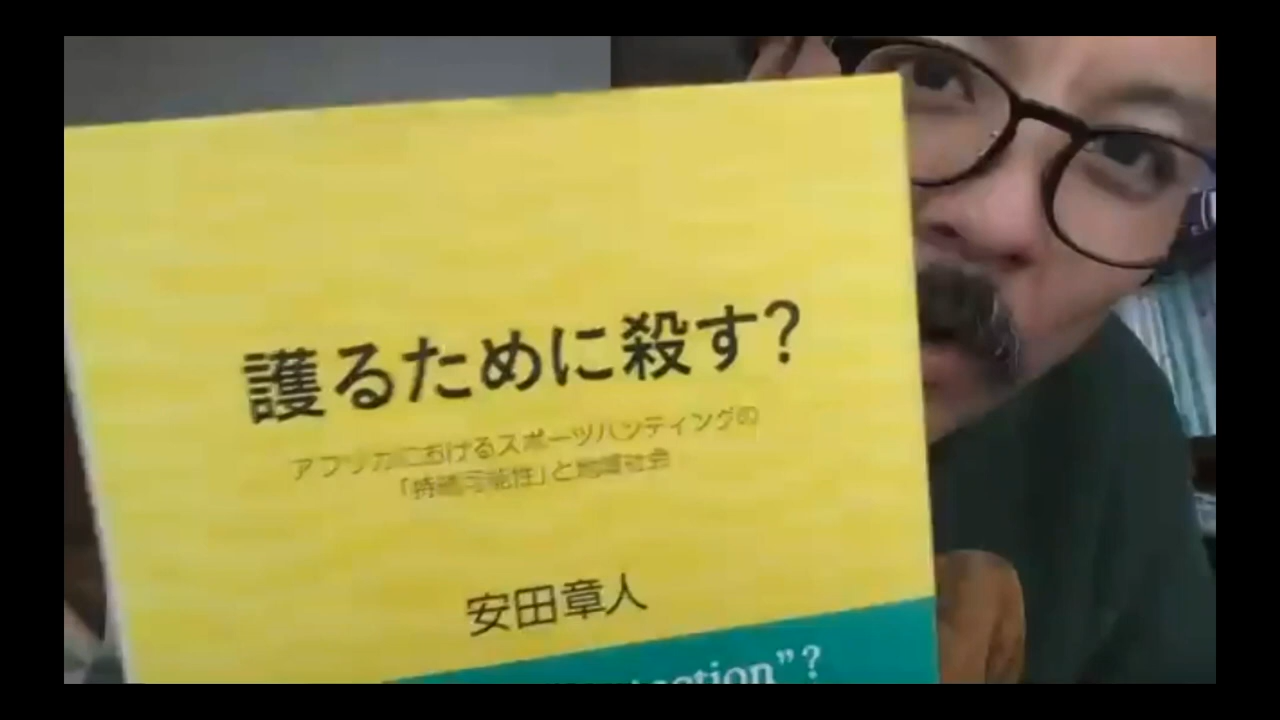 護るために殺す?
アフリカにおけるスポーツハンティングの
「持続可能性」と地域社会
安田章人
”?